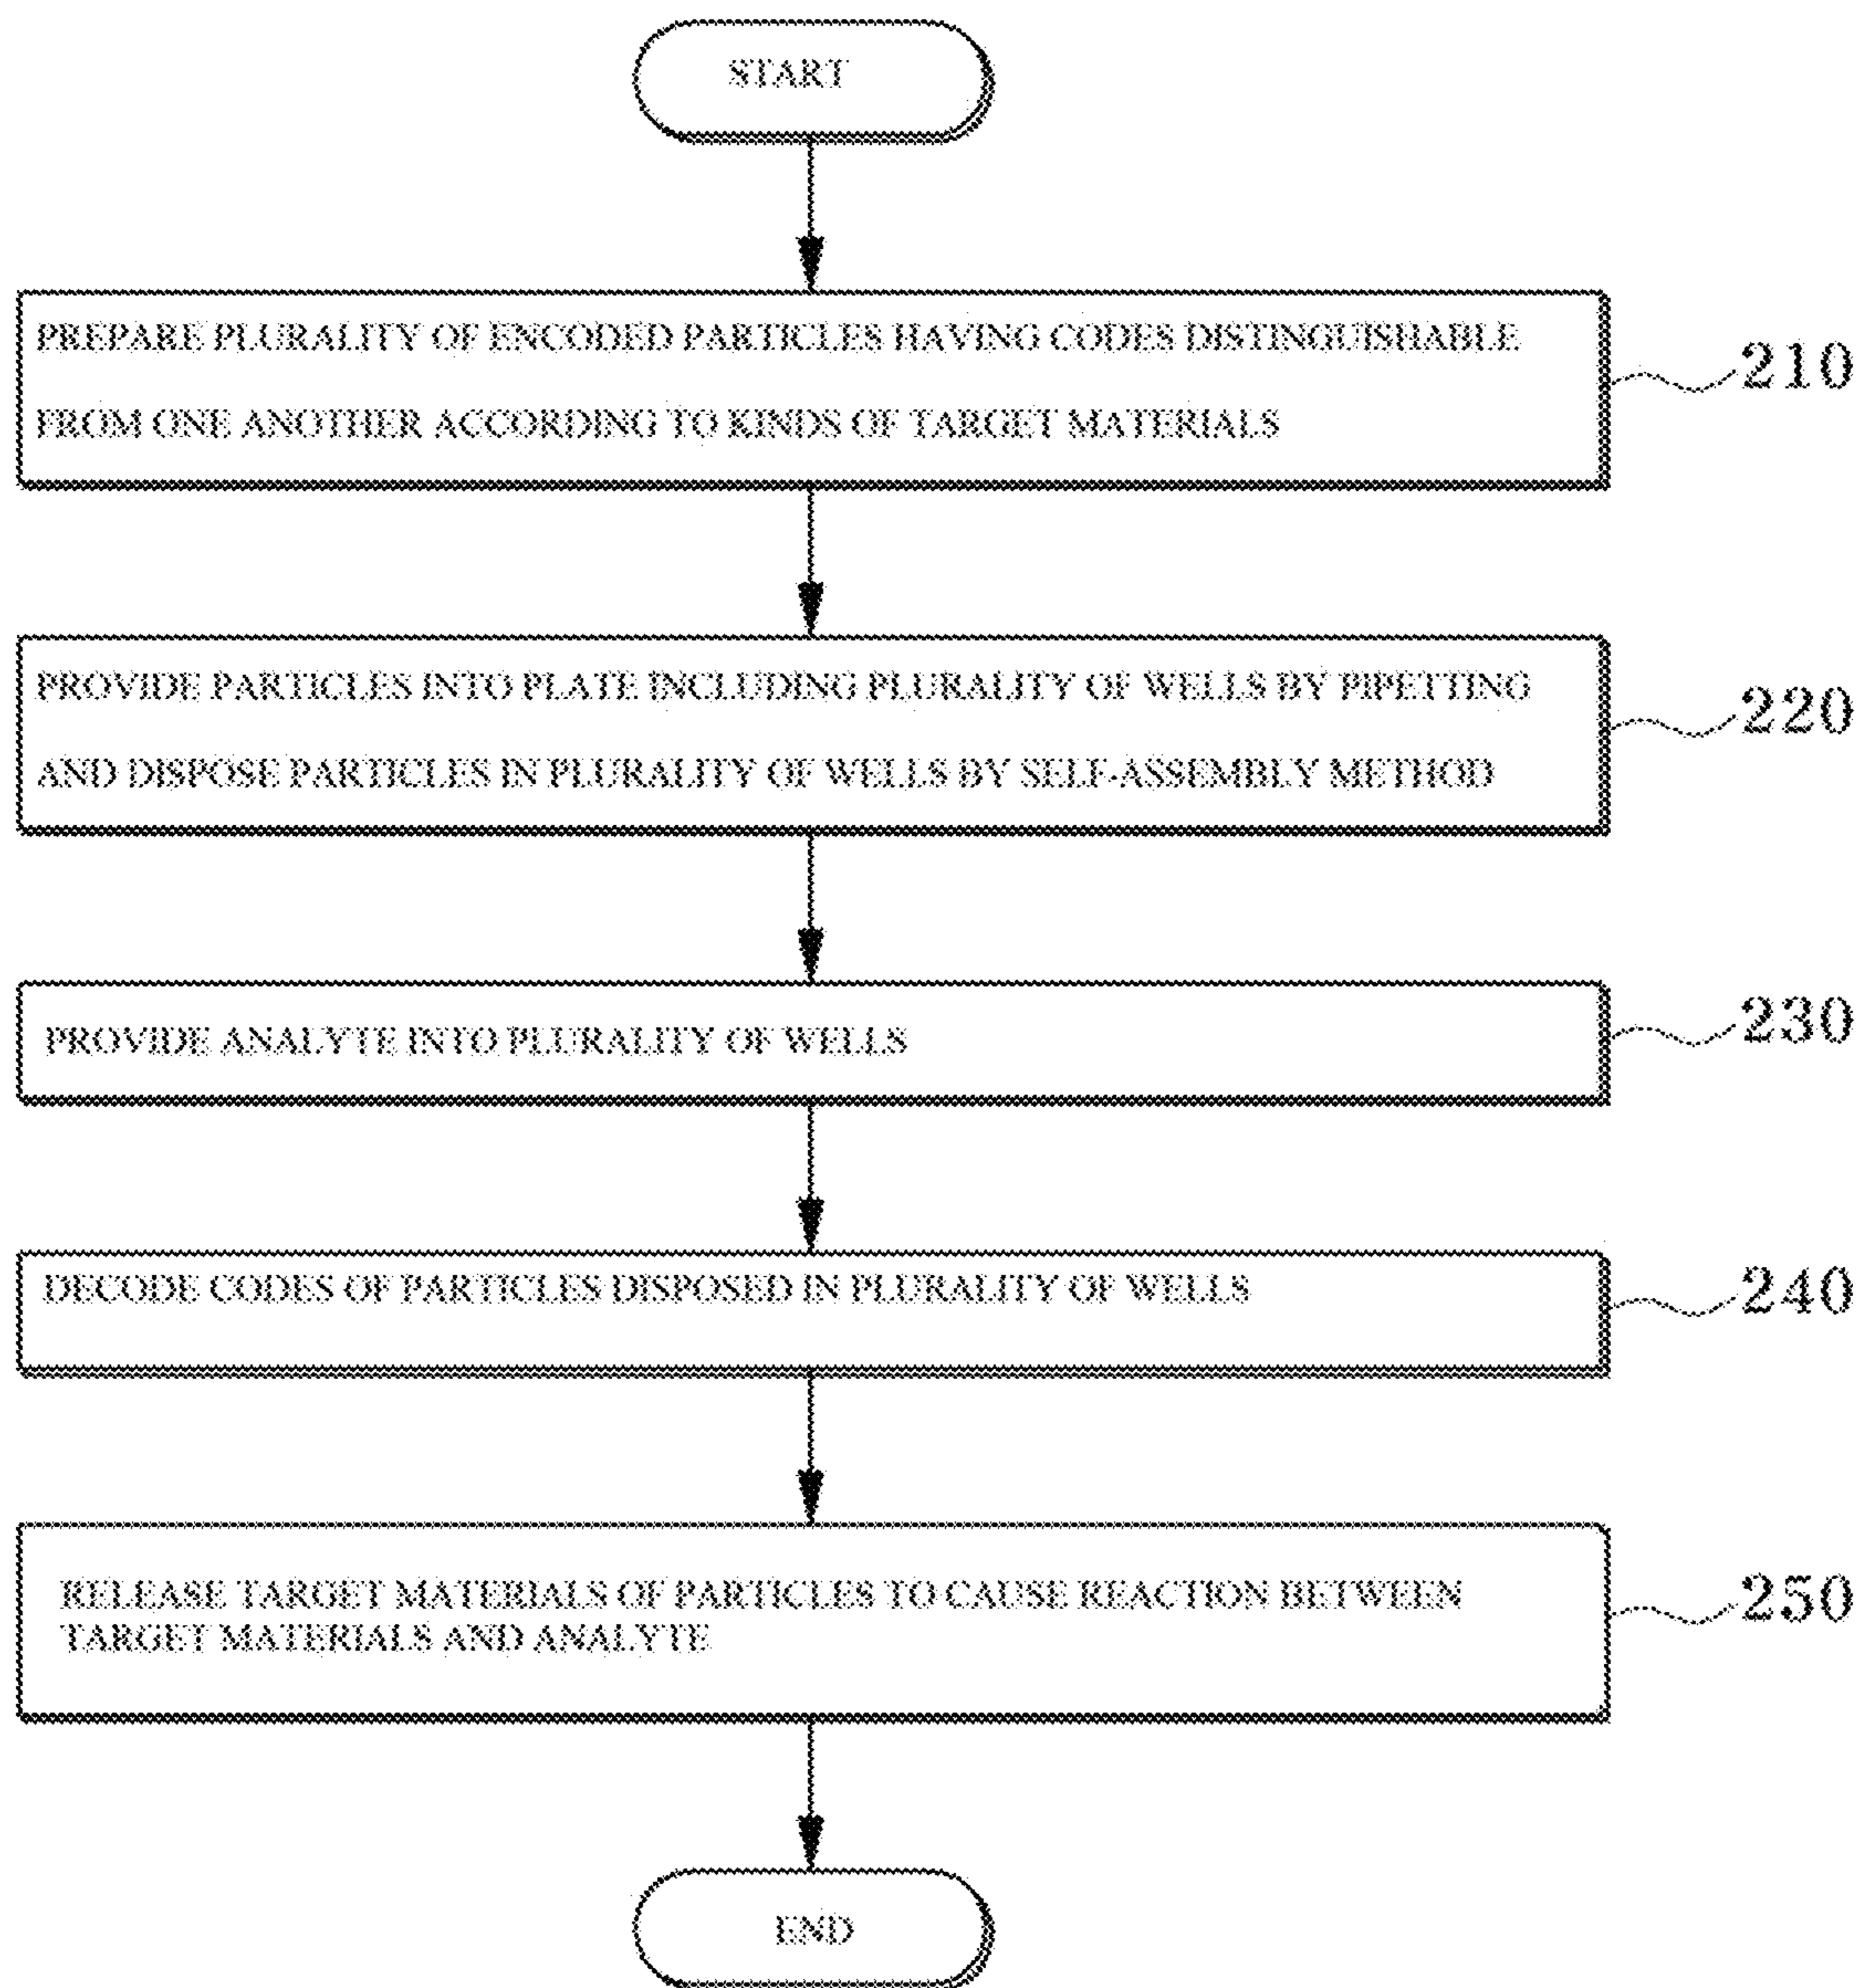 START
PREPARE PLURALITY OF ENCODED PARTICLES HAVING CODES DISTINGUISHABLE
FROM ONE ANOTHER ACCORDING TO KINDS OF TARGET MATERIALS
210
PROVIDE PARTICLES INTO PLATE INCLUDING PLURALITY OF WELLS BY PIPETTING
AND DISPOSE PARTICLES IN PLURALITY OF WELLS BY SELF-ASSEMBLY METHOD
220
PROVIDE ANALYTE INTO PLURALITY OF WELLS
230
DECODE CODES OF PARTICLES DISPOSED IN PLURALITY OF WELLS
240
RELEASE TARGET MATERIALS OF PARTICLES TO CAUSE REACTION BETWEEN
TARGET MATERIALS AND ANALYTE
250
END